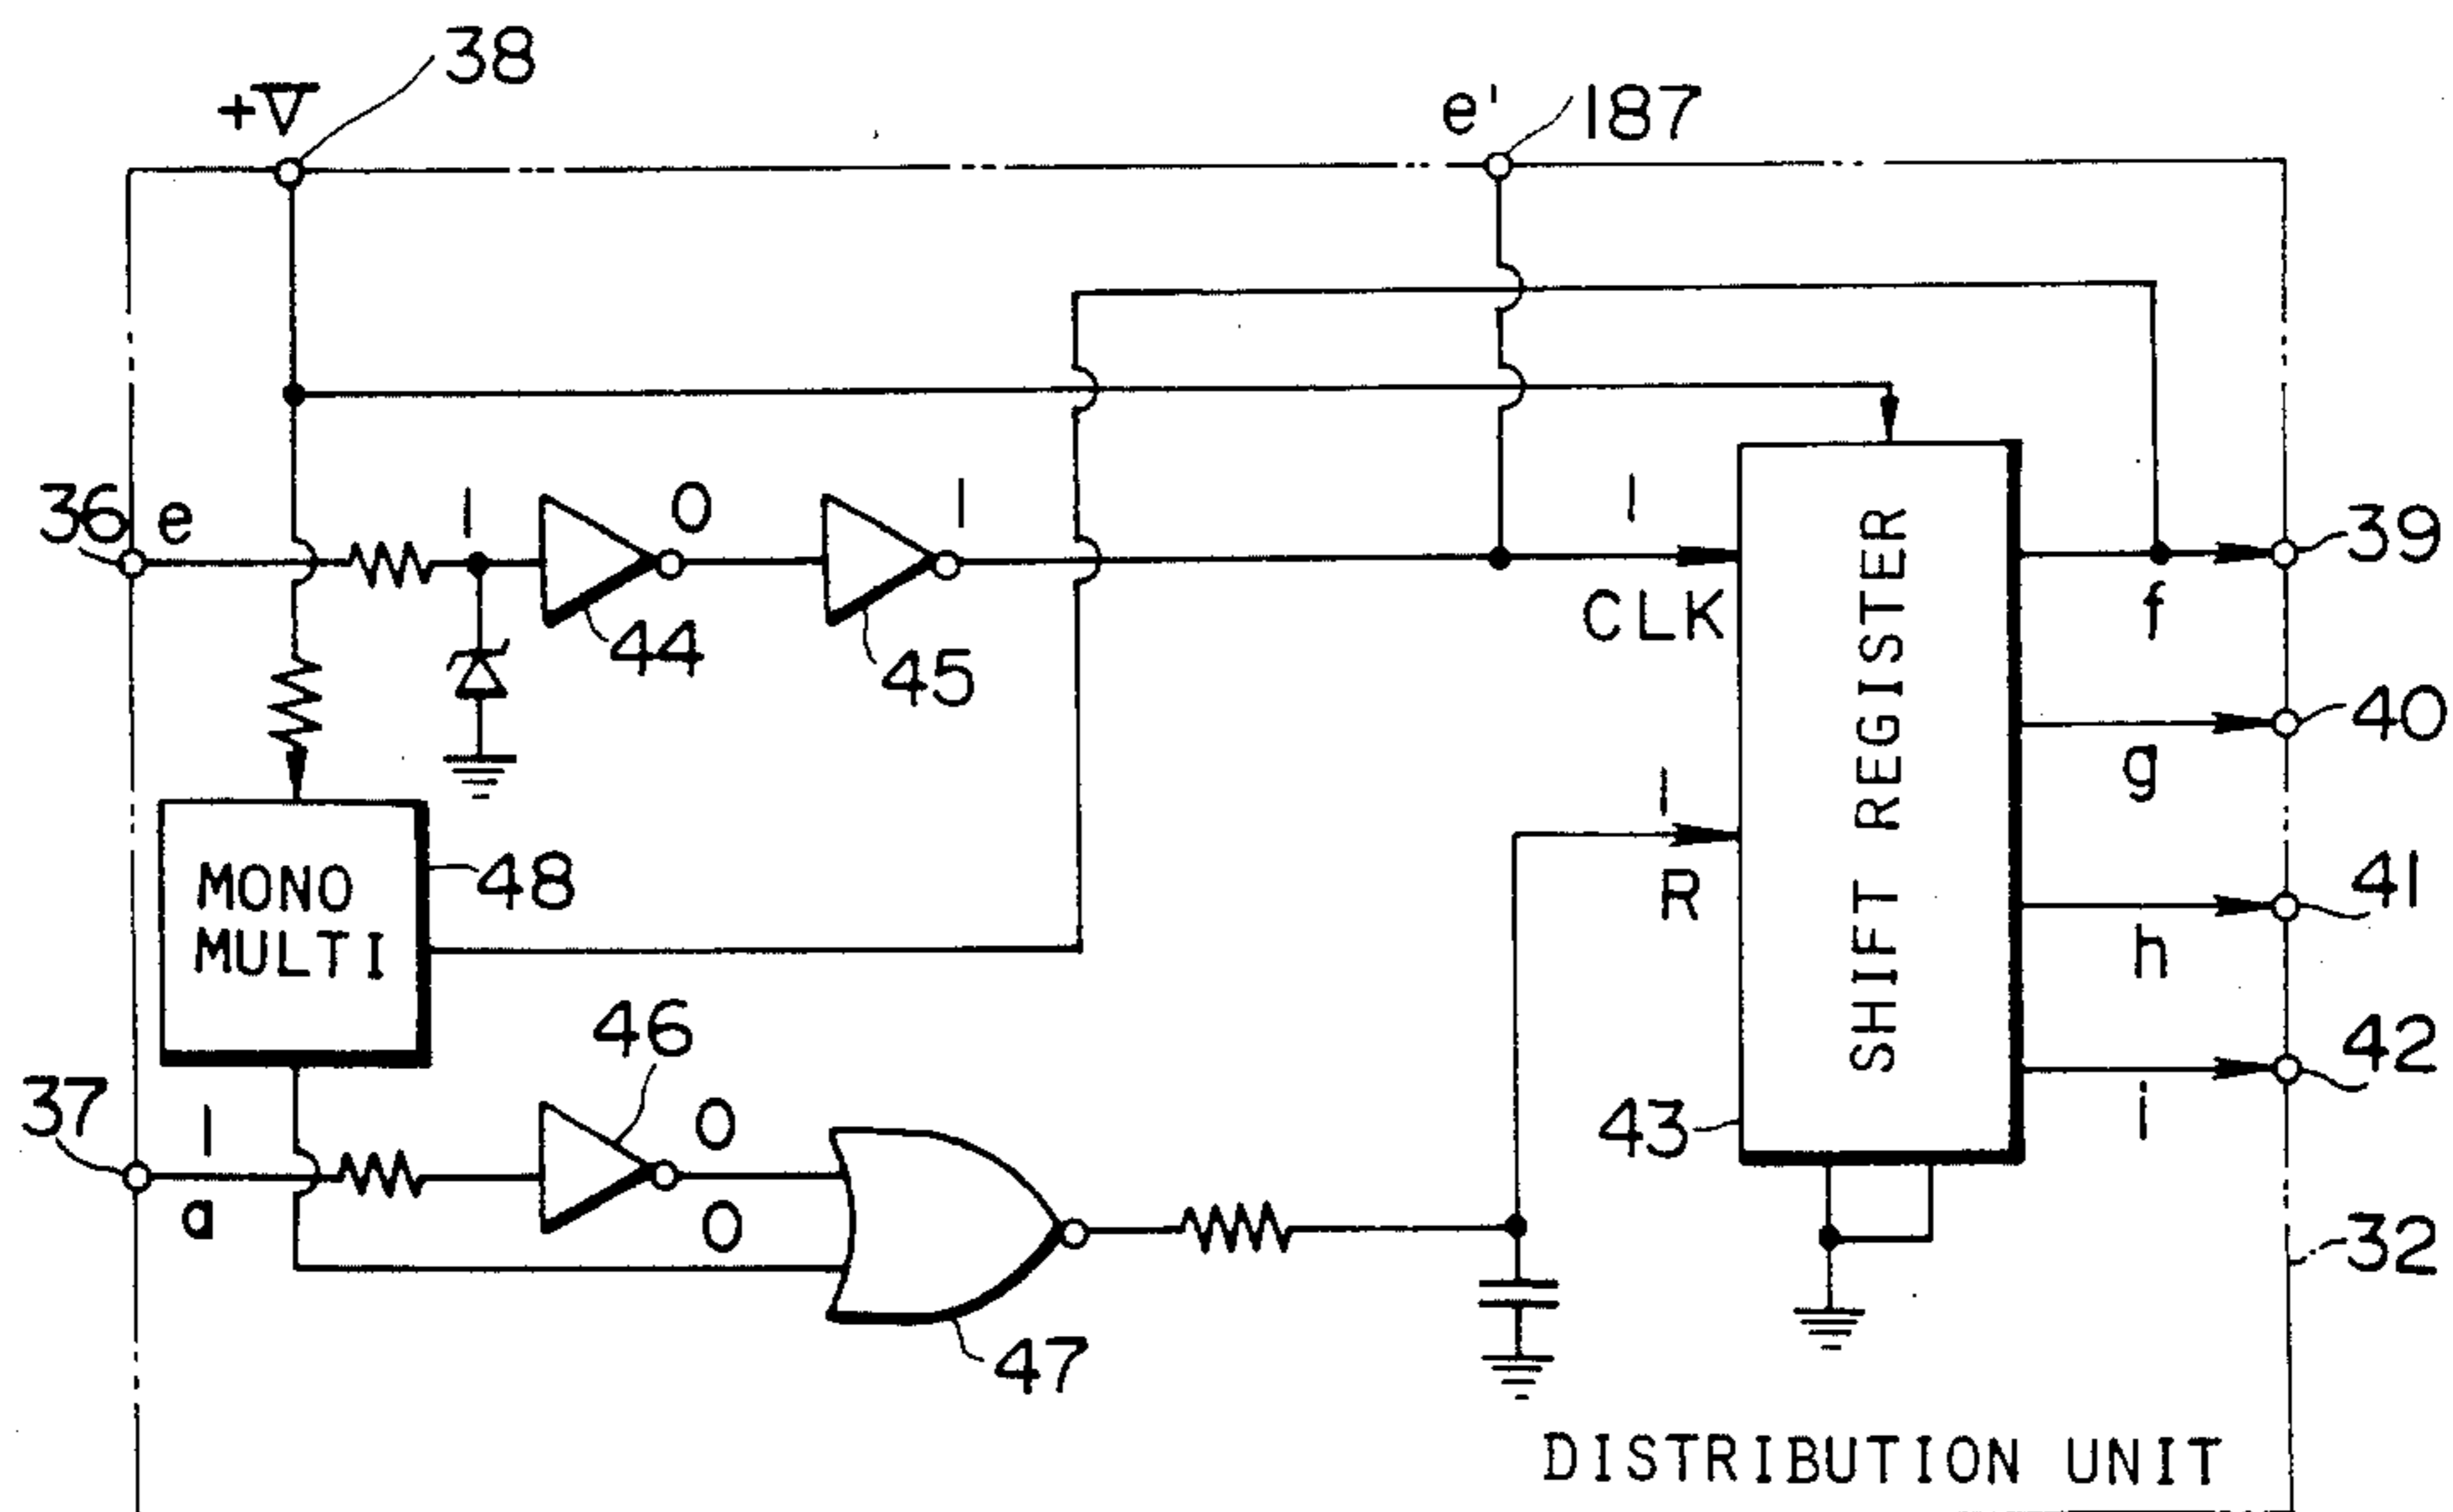 38
+V
e'
187
36
e
1
0
1
1
44
45
CLK
SHIFT REGISTER
39
f
40
g
1
R
MONO
MULTI
48
41
h
46
42
37
1
0
43
i
a
0
32
47
DISTRIBUTION UNIT